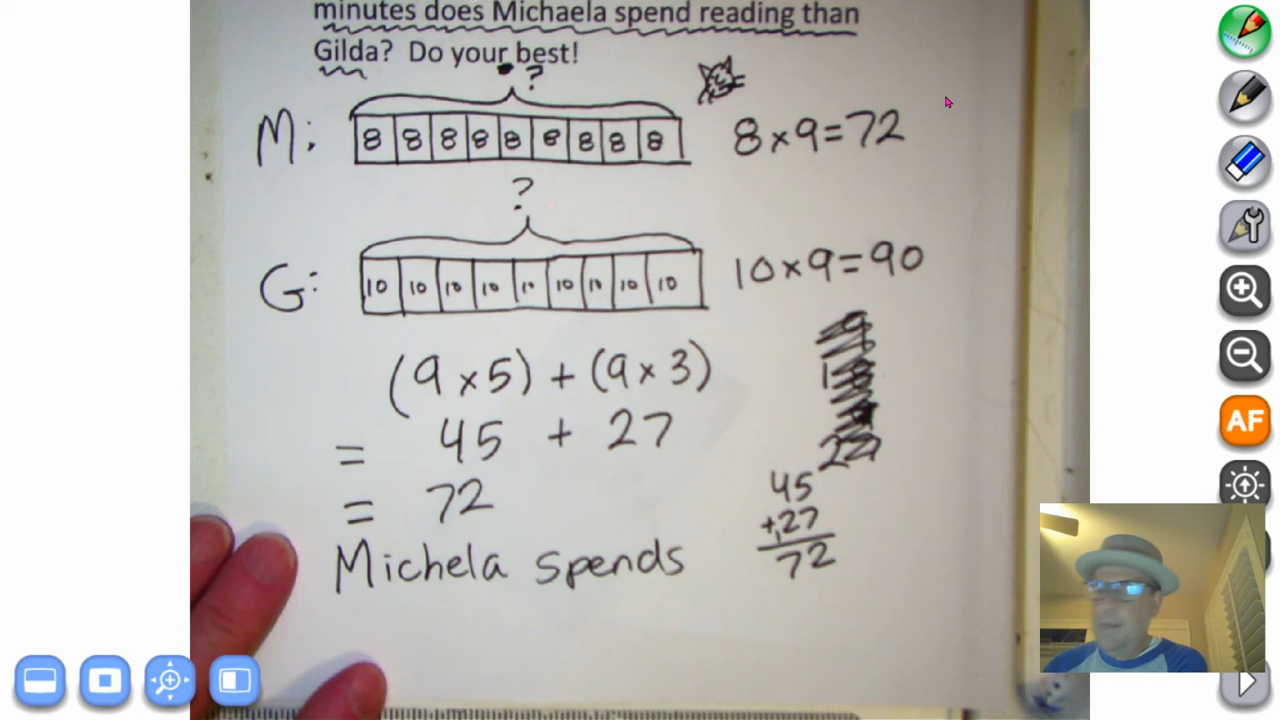 minutes does Michaela spend reading than
Gilda? Do your best!
?
M: 8 8 8 8 8 8 8 8 8 8×9=72
?
G: 10 10 10 10 10 10 10 10 10 10×9=90
(9×5)+(9×3)
= 45 + 27
= 72
45
+27
72
Michela spends
AF